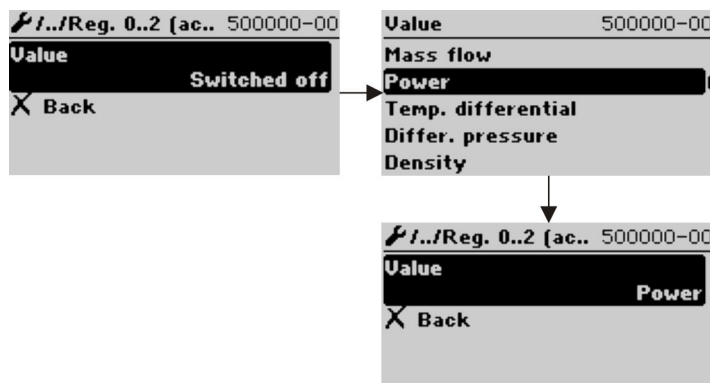 /../Reg. 0..2 (ac.. 500000-00
Value
Switched off
X Back
Value 500000-00
Mass flow
Power
Temp. differential
Differ. pressure
Density
/../Reg. 0..2 (ac.. 500000-00
Value
Power
X Back